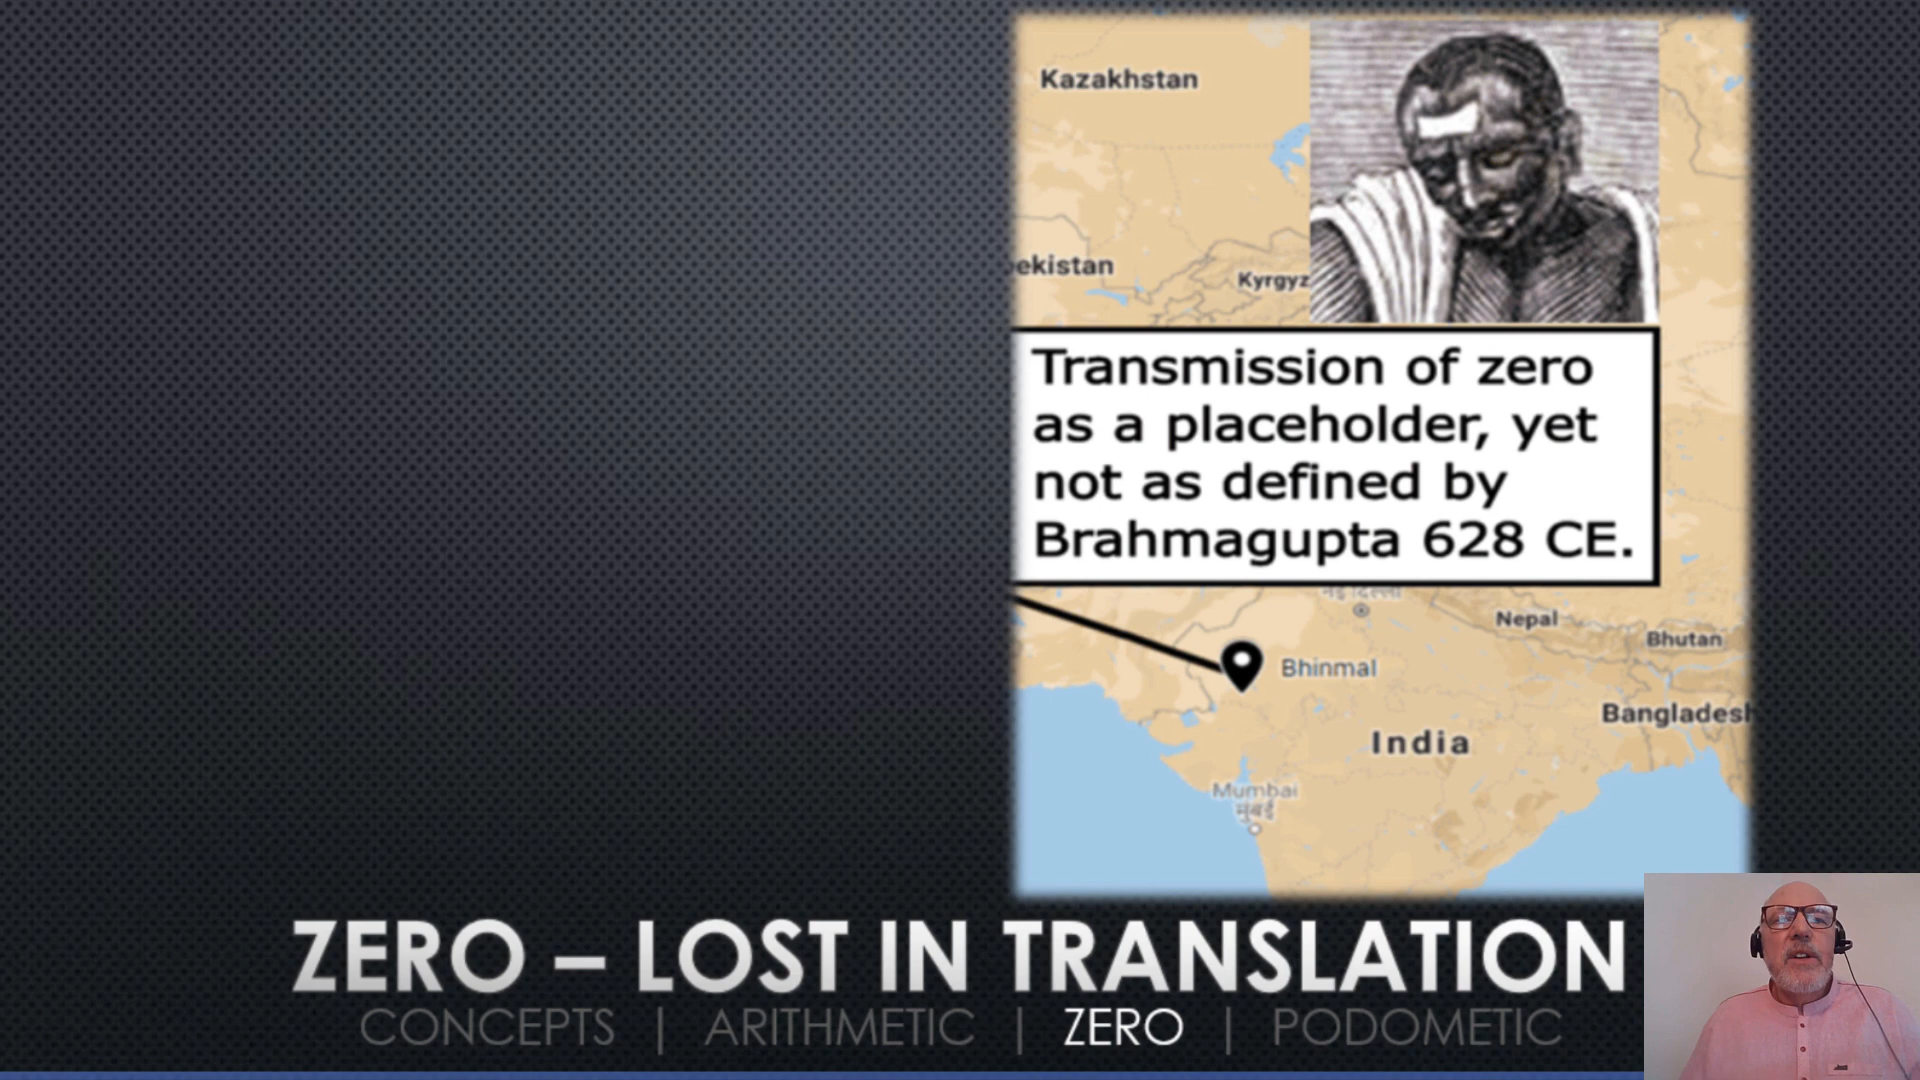 Kazakhstan
ekistan
Kyrgyz
Transmission of zero
as a placeholder, yet
not as defined by
Brahmagupta 628 CE.
Nepal
Bhutan
Bhinmal
Bangladesh
India
Mumbai
मुंबई
ZERO – LOST IN TRANSLATION
CONCEPTS | ARITHMETIC | ZERO | PODOMETIC